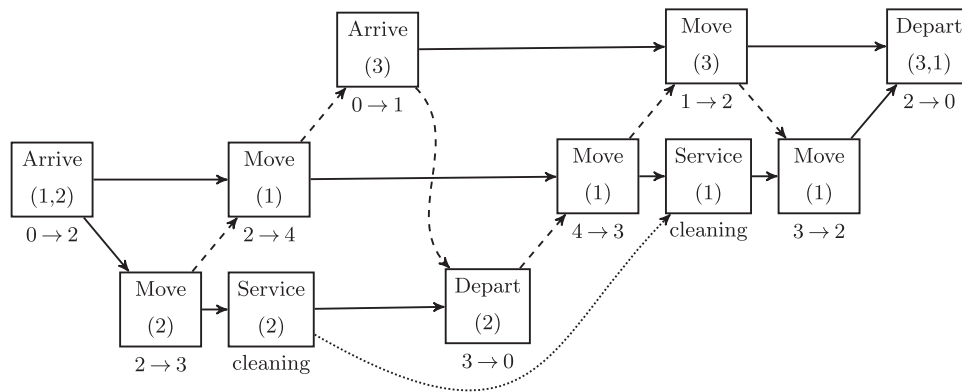 Arrive
(3)
0 → 1
Move
(3)
1 → 2
Depart
(3,1)
2 → 0
Arrive
(1,2)
0 → 2
Move
(1)
2 → 4
Move
(1)
4 → 3
Service
(1)
cleaning
Move
(1)
3 → 2
Move
(2)
2 → 3
Service
(2)
cleaning
Depart
(2)
3 → 0